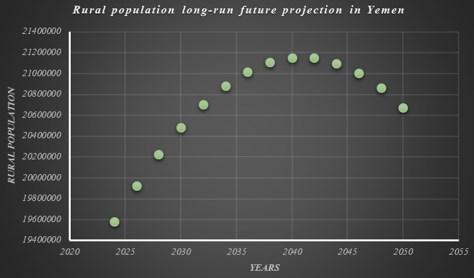 Rural population long-run future projection in Yemen
21400000
21200000
21000000
20800000
20600000
20400000
20200000
20000000
19800000
19600000
19400000
RURAL POPULATION
2020 2025 2030 2035 2040 2045 2050 2055
YEARS